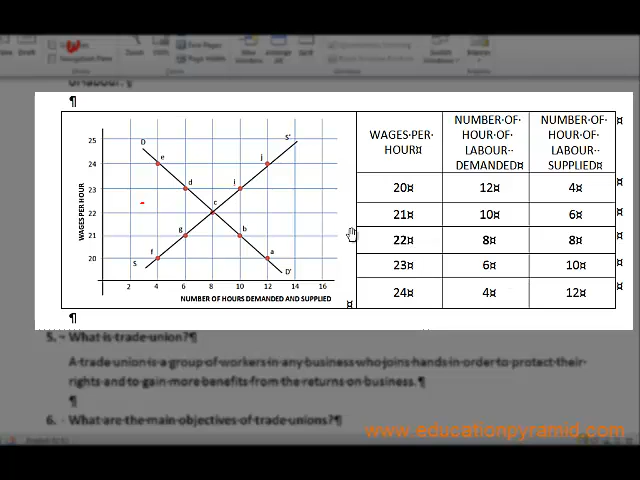 of labour. ¶
¶
25
24
23
22
21
20
WAGES PER HOUR
D
S'
e
j
d
i
c
g
b
f
a
S
D'
2 4 6 8 10 12 14 16
NUMBER OF HOURS DEMANDED AND SUPPLIED
WAGES·PER· HOUR¤
NUMBER·OF· HOUR·OF· LABOUR·· DEMANDED¤
NUMBER·OF· HOUR·OF· LABOUR· SUPPLIED¤
¤
20¤ 12¤ 4¤ ¤
21¤ 10¤ 6¤ ¤
22¤ 8¤ 8¤ ¤
23¤ 6¤ 10¤ ¤
24¤ 4¤ 12¤ ¤
¤
¶
5. What·is·trade·union?¶
A·trade·union·is·a·group·of·workers·in·any·business·who·joins·hands·in·order·to·protect·their·
rights·and·to·gain·more·benefits·from·the·returns·on·business.¶
¶
6. What·are·the·main·objectives·of·trade·unions?¶
www.educationpyramid.com